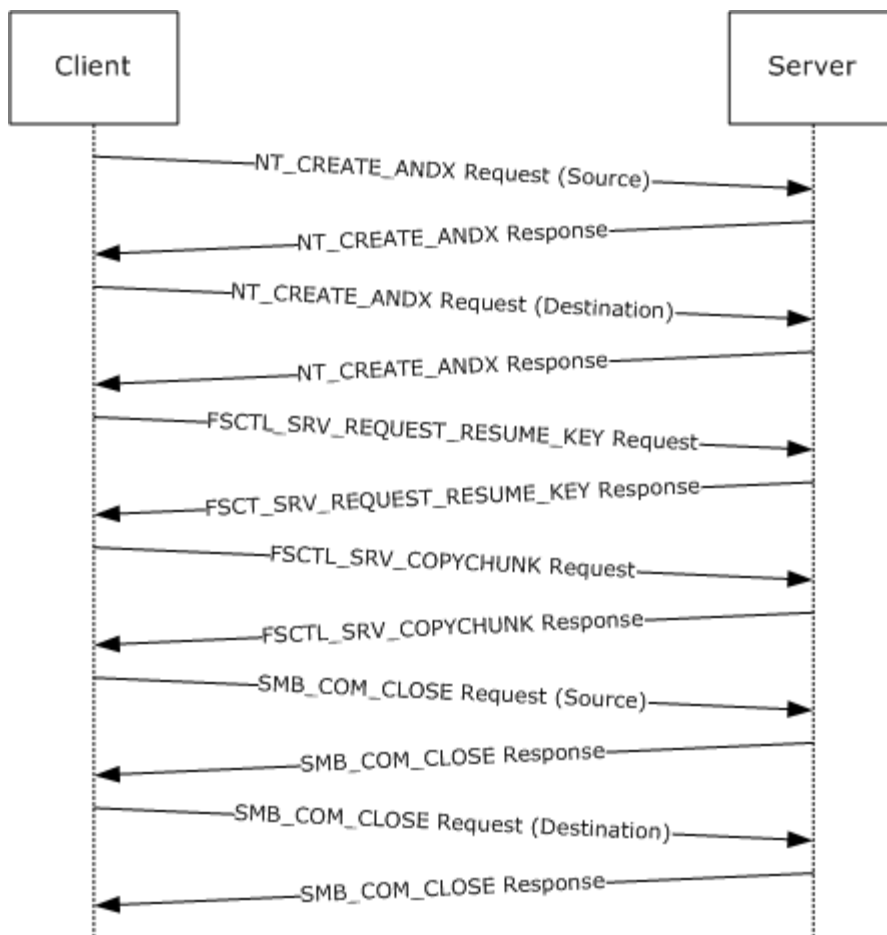 Client
Server
NT_CREATE_ANDX Request (Source)
NT_CREATE_ANDX Response
NT_CREATE_ANDX Request (Destination)
NT_CREATE_ANDX Response
FSCTL_SRV_REQUEST_RESUME_KEY Request
FSCT_SRV_REQUEST_RESUME_KEY Response
FSCTL_SRV_COPYCHUNK Request
FSCTL_SRV_COPYCHUNK Response
SMB_COM_CLOSE Request (Source)
SMB_COM_CLOSE Response
SMB_COM_CLOSE Request (Destination)
SMB_COM_CLOSE Response